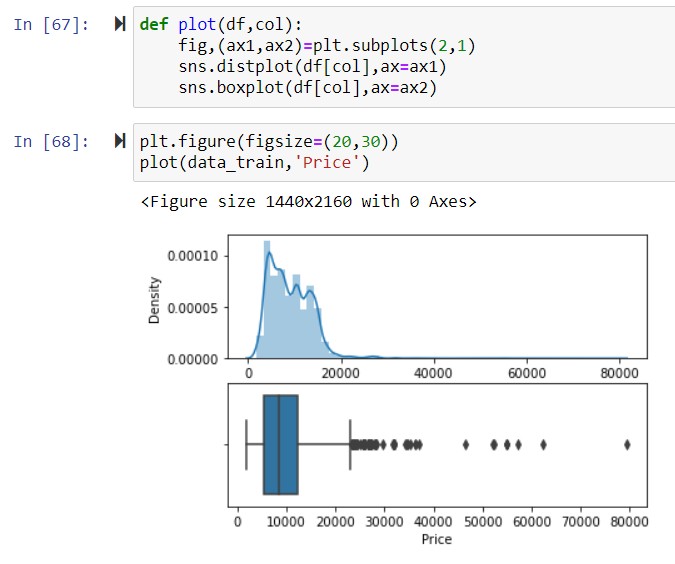 In [67]:
def plot(df,col):
    fig,(ax1,ax2)=plt.subplots(2,1)
    sns.distplot(df[col],ax=ax1)
    sns.boxplot(df[col],ax=ax2)
In [68]:
plt.figure(figsize=(20,30))
plot(data_train,'Price')
<Figure size 1440x2160 with 0 Axes>
Density
0.00010
0.00005
0.00000
0 20000 40000 60000 80000
0 10000 20000 30000 40000 50000 60000 70000 80000
Price